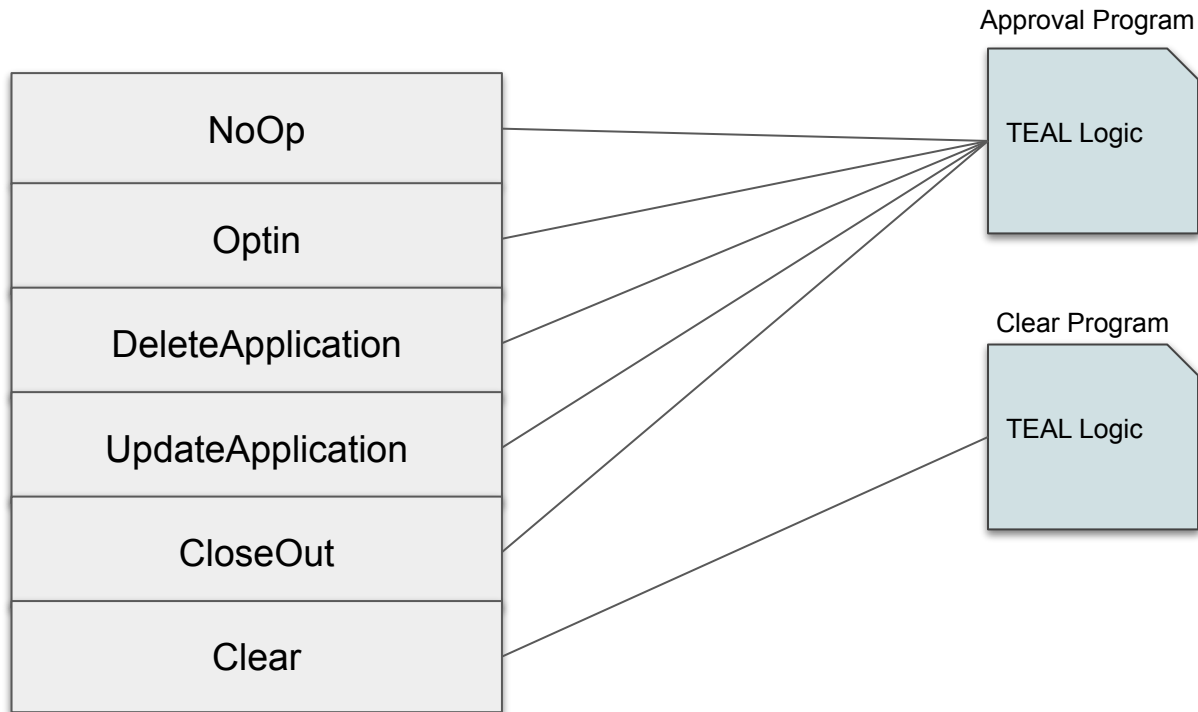 Approval Program
NoOp
TEAL Logic
Optin
DeleteApplication
Clear Program
UpdateApplication
TEAL Logic
CloseOut
Clear